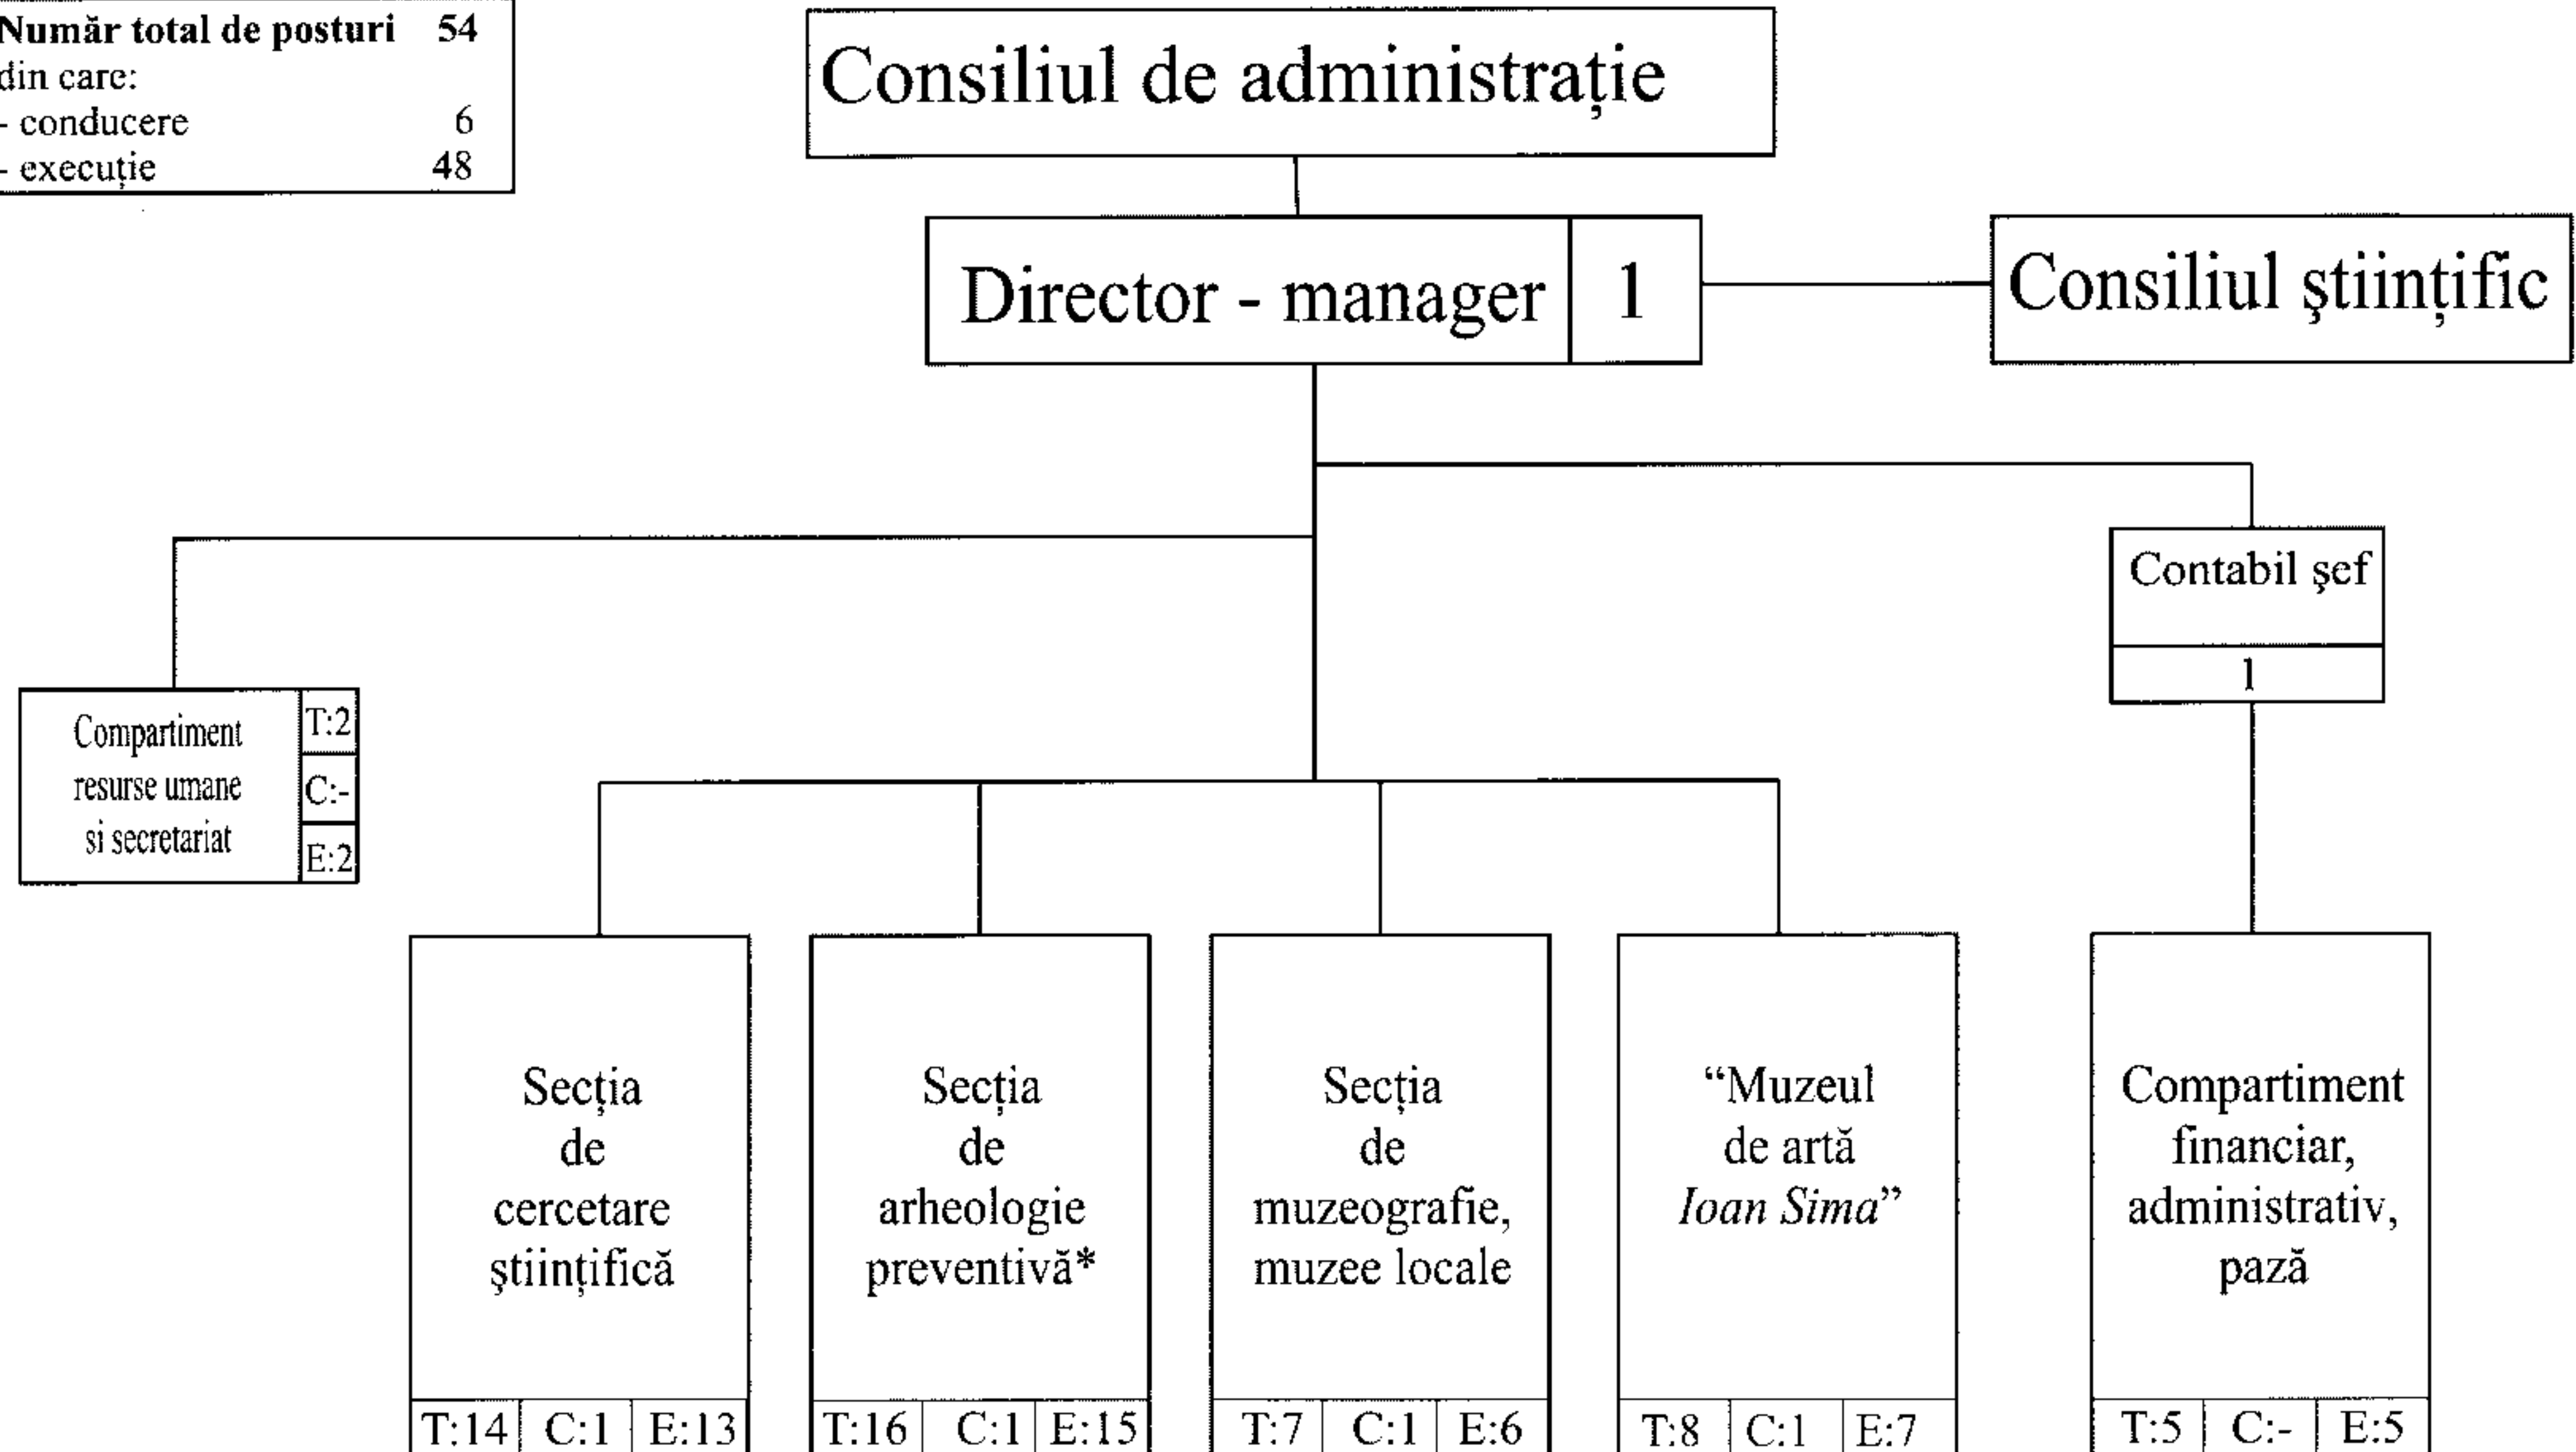 Număr total de posturi 54
din care:
- conducere 6
- execuție 48
Consiliul de administrație
Director - manager 1
Consiliul ştiințific
Contabil şef
1
Compartiment
resurse umane
si secretariat
T:2
C:-
E:2
Secția
de
cercetare
ştiințifică
T:14 C:1 E:13
Secția
de
arheologie
preventivă*
T:16 C:1 E:15
Secția
de
muzeografie,
muzee locale
T:7 C:1 E:6
“Muzeul
de artă
Ioan Sima”
T:8 C:1 E:7
Compartiment
financiar,
administrativ,
pază
T:5 C:- E:5